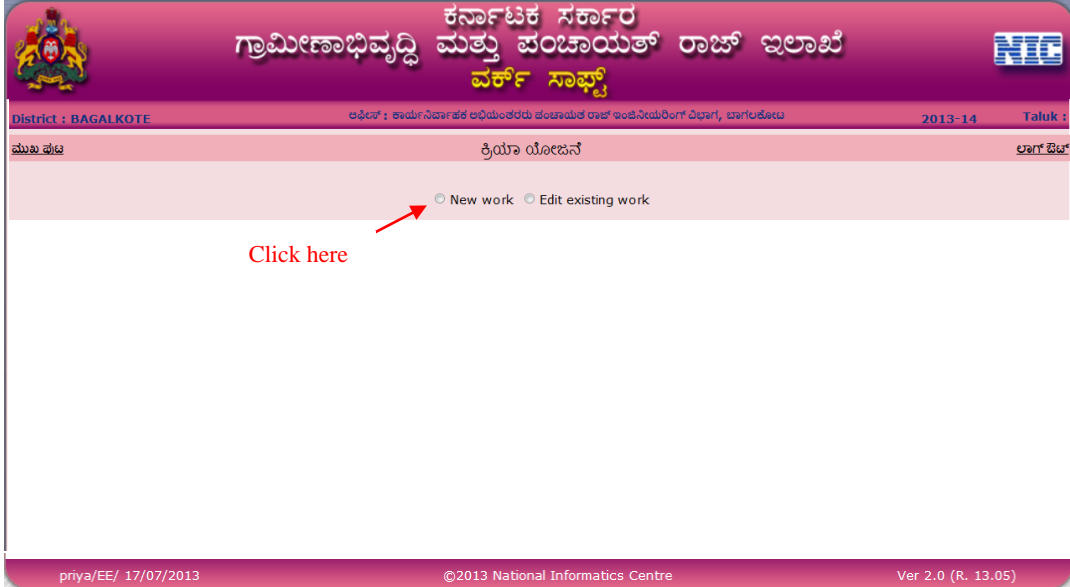 ಕರ್ನಾಟಕ ಸರ್ಕಾರ
ಗ್ರಾಮೀಣಾಭಿವೃದ್ಧಿ ಮತ್ತು ಪಂಚಾಯತ್ ರಾಜ್ ಇಲಾಖೆ
ವರ್ಕ್ ಸಾಫ್ಟ್
NIC
District : BAGALKOTE ಆಫೀಸ್ : ಕಾರ್ಯನಿರ್ವಾಹಕ ಅಭಿಯಂತರರು ಪಂಚಾಯತ ರಾಜ್ ಇಂಜಿನೀಯರಿಂಗ್ ವಿಭಾಗ, ಬಾಗಲಕೋಟ 2013-14 Taluk :
ಮುಖ ಪುಟ ಕ್ರಿಯಾ ಯೋಜನೆ ಲಾಗ್ ಔಟ್
New work Edit existing work
Click here
priya/EE/ 17/07/2013 ©2013 National Informatics Centre Ver 2.0 (R. 13.05)